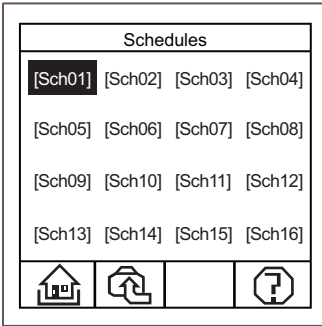 Schedules
[Sch01] [Sch02] [Sch03] [Sch04]
[Sch05] [Sch06] [Sch07] [Sch08]
[Sch09] [Sch10] [Sch11] [Sch12]
[Sch13] [Sch14] [Sch15] [Sch16]
?